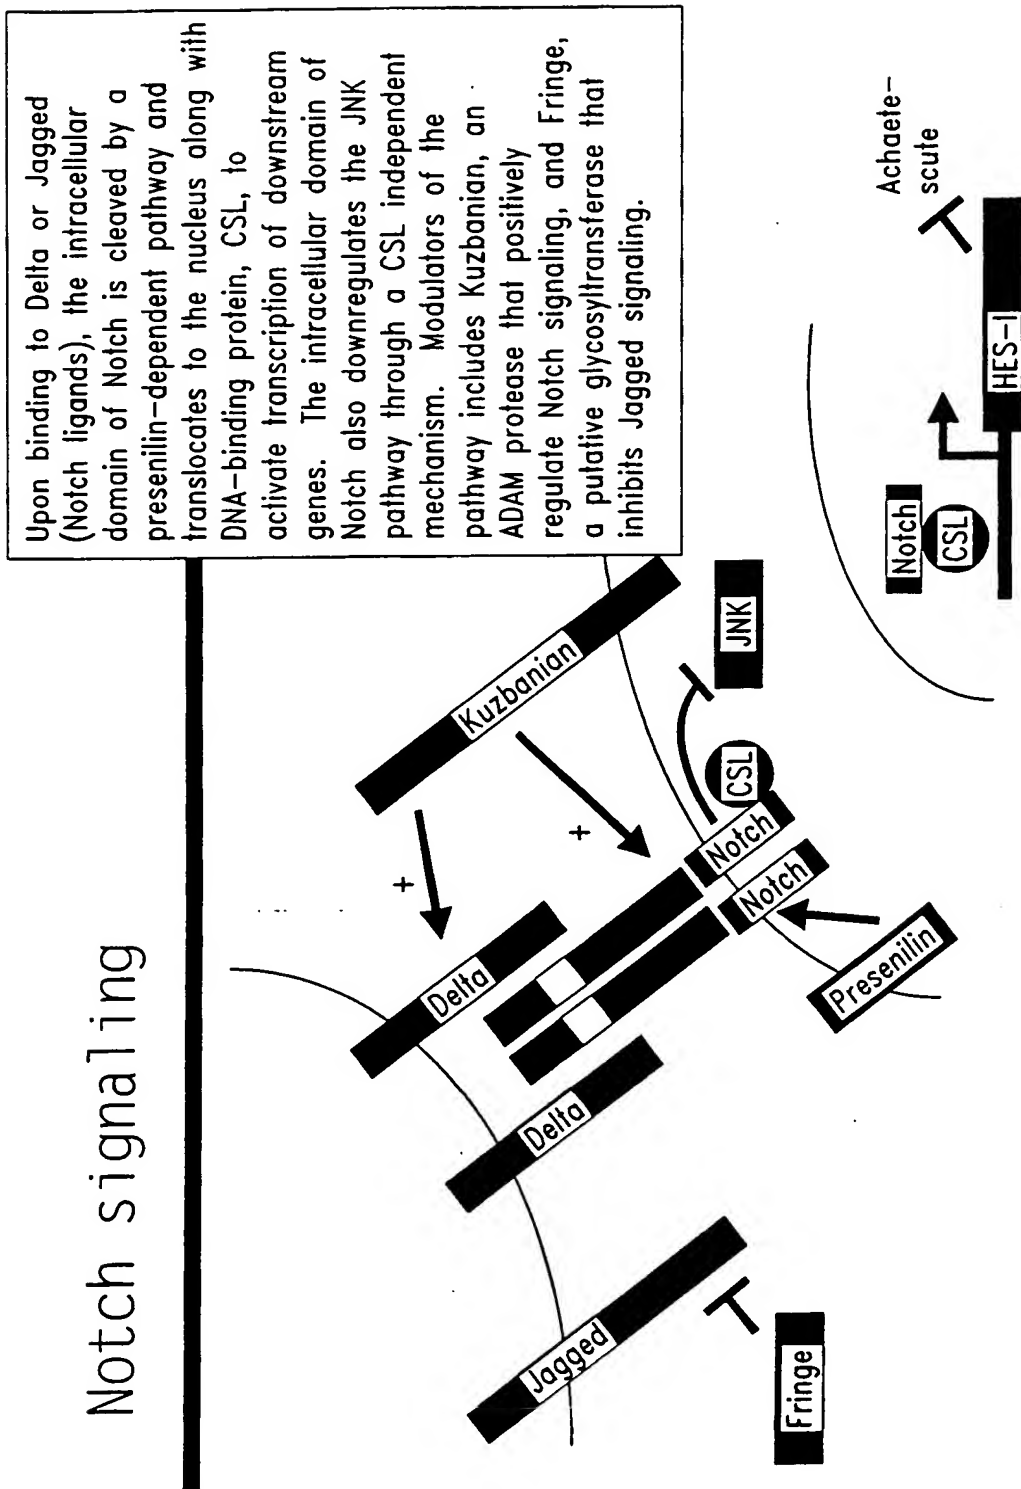 Notch signaling
Upon binding to Delta or Jagged
(Notch ligands), the intracellular
domain of Notch is cleaved by a
presenilin-dependent pathway and
translocates to the nucleus along with
DNA-binding protein, CSL, to
activate transcription of downstream
genes. The intracellular domain of
Notch also downregulates the JNK
pathway through a CSL independent
mechanism. Modulators of the
pathway includes Kuzbanian, an
ADAM protease that positively
regulate Notch signaling, and Fringe,
a putative glycosyltransferase that
inhibits Jagged signaling.
Kuzbanian
+
+
Delta
Delta
Jagged
Fringe
Notch
Notch
CSL
JNK
Presenilin
Notch
CSL
HES-1
Achaete-
scute